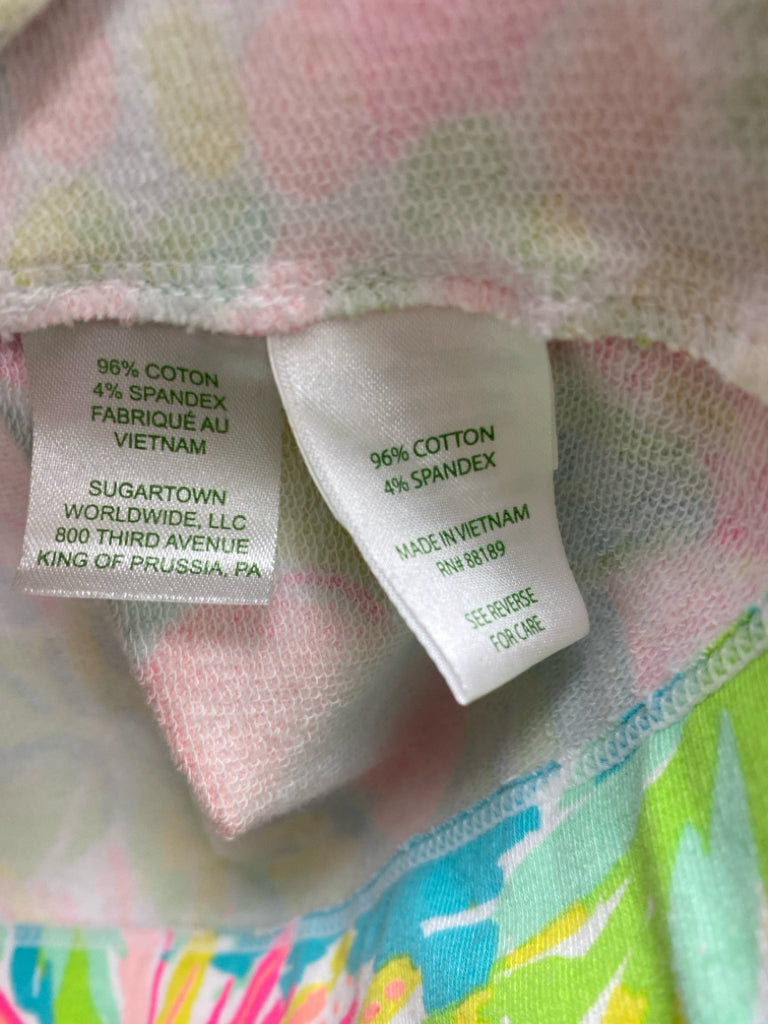 96% COTON
4% SPANDEX
FABRIQUÉ AU
VIETNAM
SUGARTOWN
WORLDWIDE, LLC
800 THIRD AVENUE
KING OF PRUSSIA, PA
96% COTTON
4% SPANDEX
MADE IN VIETNAM
RN# 88189
SEE REVERSE
FOR CARE